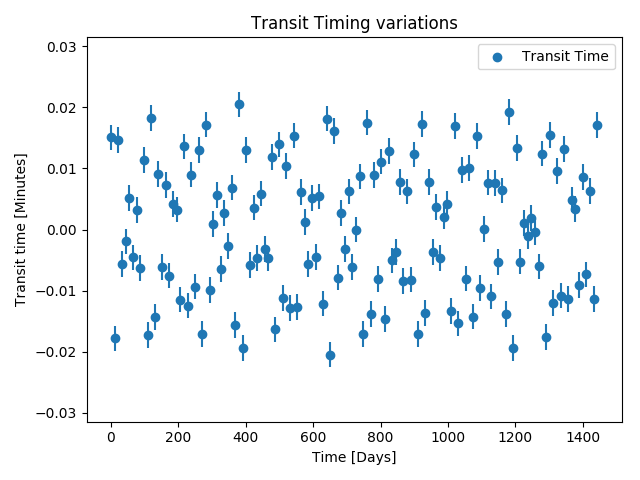 Transit Timing variations
Transit Time
Transit time [Minutes]
0.03
0.02
0.01
0.00
−0.01
−0.02
−0.03
0 200 400 600 800 1000 1200 1400
Time [Days]